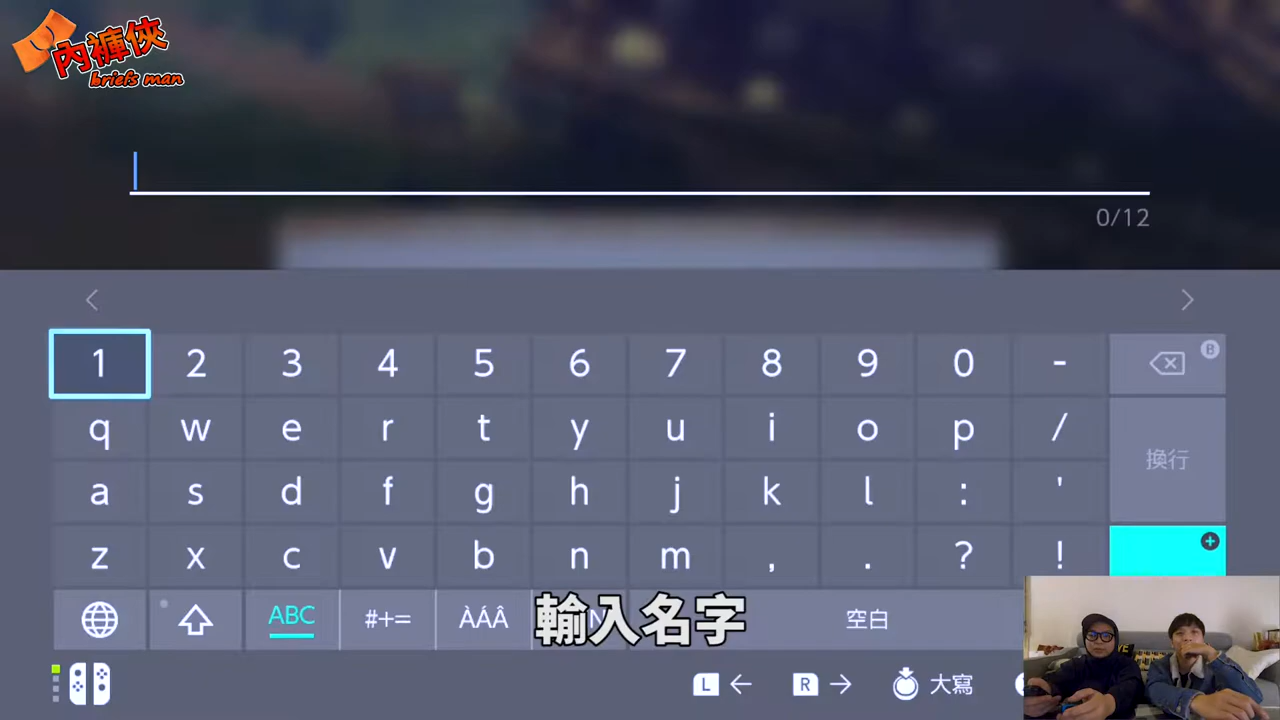 內褲俠
briefs man
0/12
1 2 3 4 5 6 7 8 9 0 - B
q w e r t y u i o p /
換行
a s d f g h j k l : '
z x c v b n m , . ? ! +
ABC #+= ÀÁÂ 輸入名字 空白
L ← R → 大寫